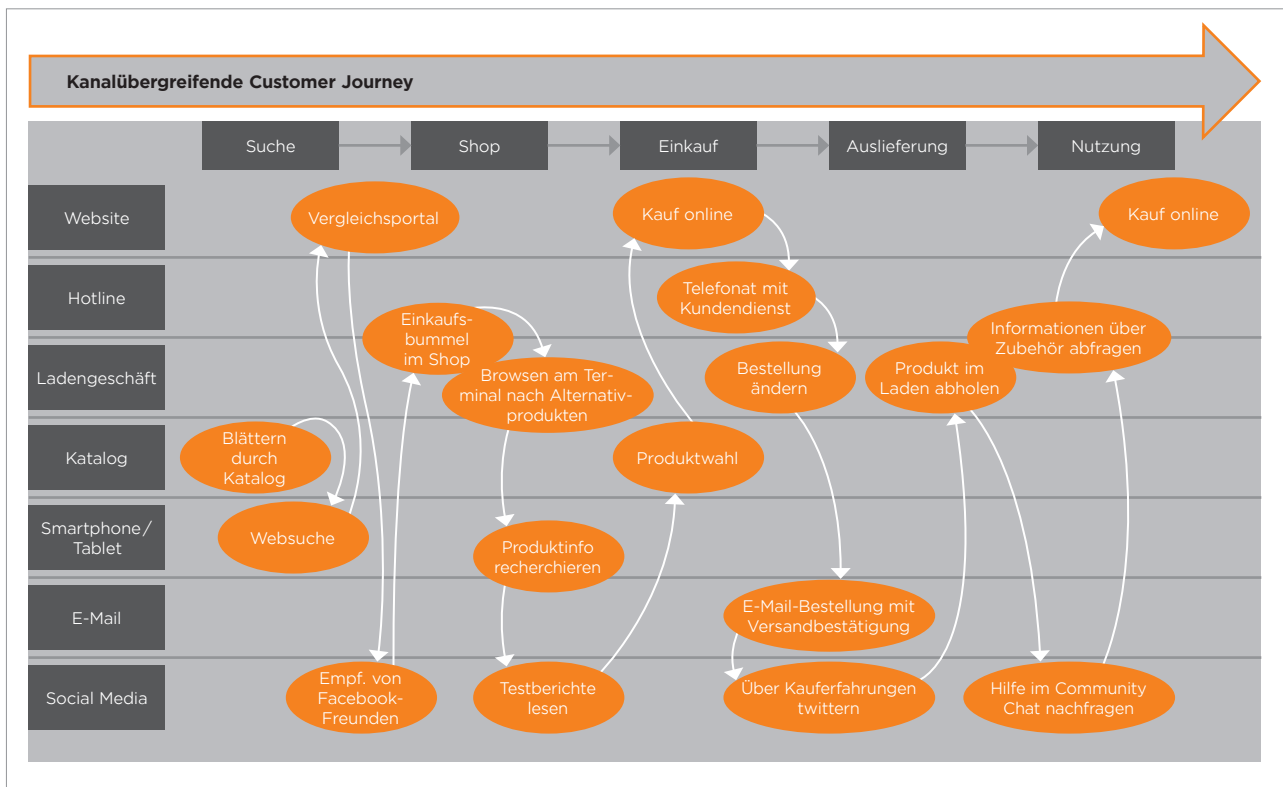 Kanalübergreifende Customer Journey
Suche
Shop
Einkauf
Auslieferung
Nutzung
Website
Vergleichsportal
Kauf online
Kauf online
Hotline
Telefonat mit
Kundendienst
Einkaufs-
bummel
im Shop
Informationen über
Zubehör abfragen
Ladengeschäft
Browsen am Ter-
minal nach Alternativ-
produkten
Bestellung
ändern
Produkt im
Laden abholen
Katalog
Blättern
durch
Katalog
Produktwahl
Smartphone/
Tablet
Websuche
Produktinfo
recherchieren
E-Mail
E-Mail-Bestellung mit
Versandbestätigung
Social Media
Empf. von
Facebook-
Freunden
Testberichte
lesen
Über Kauferfahrungen
twittern
Hilfe im Community
Chat nachfragen